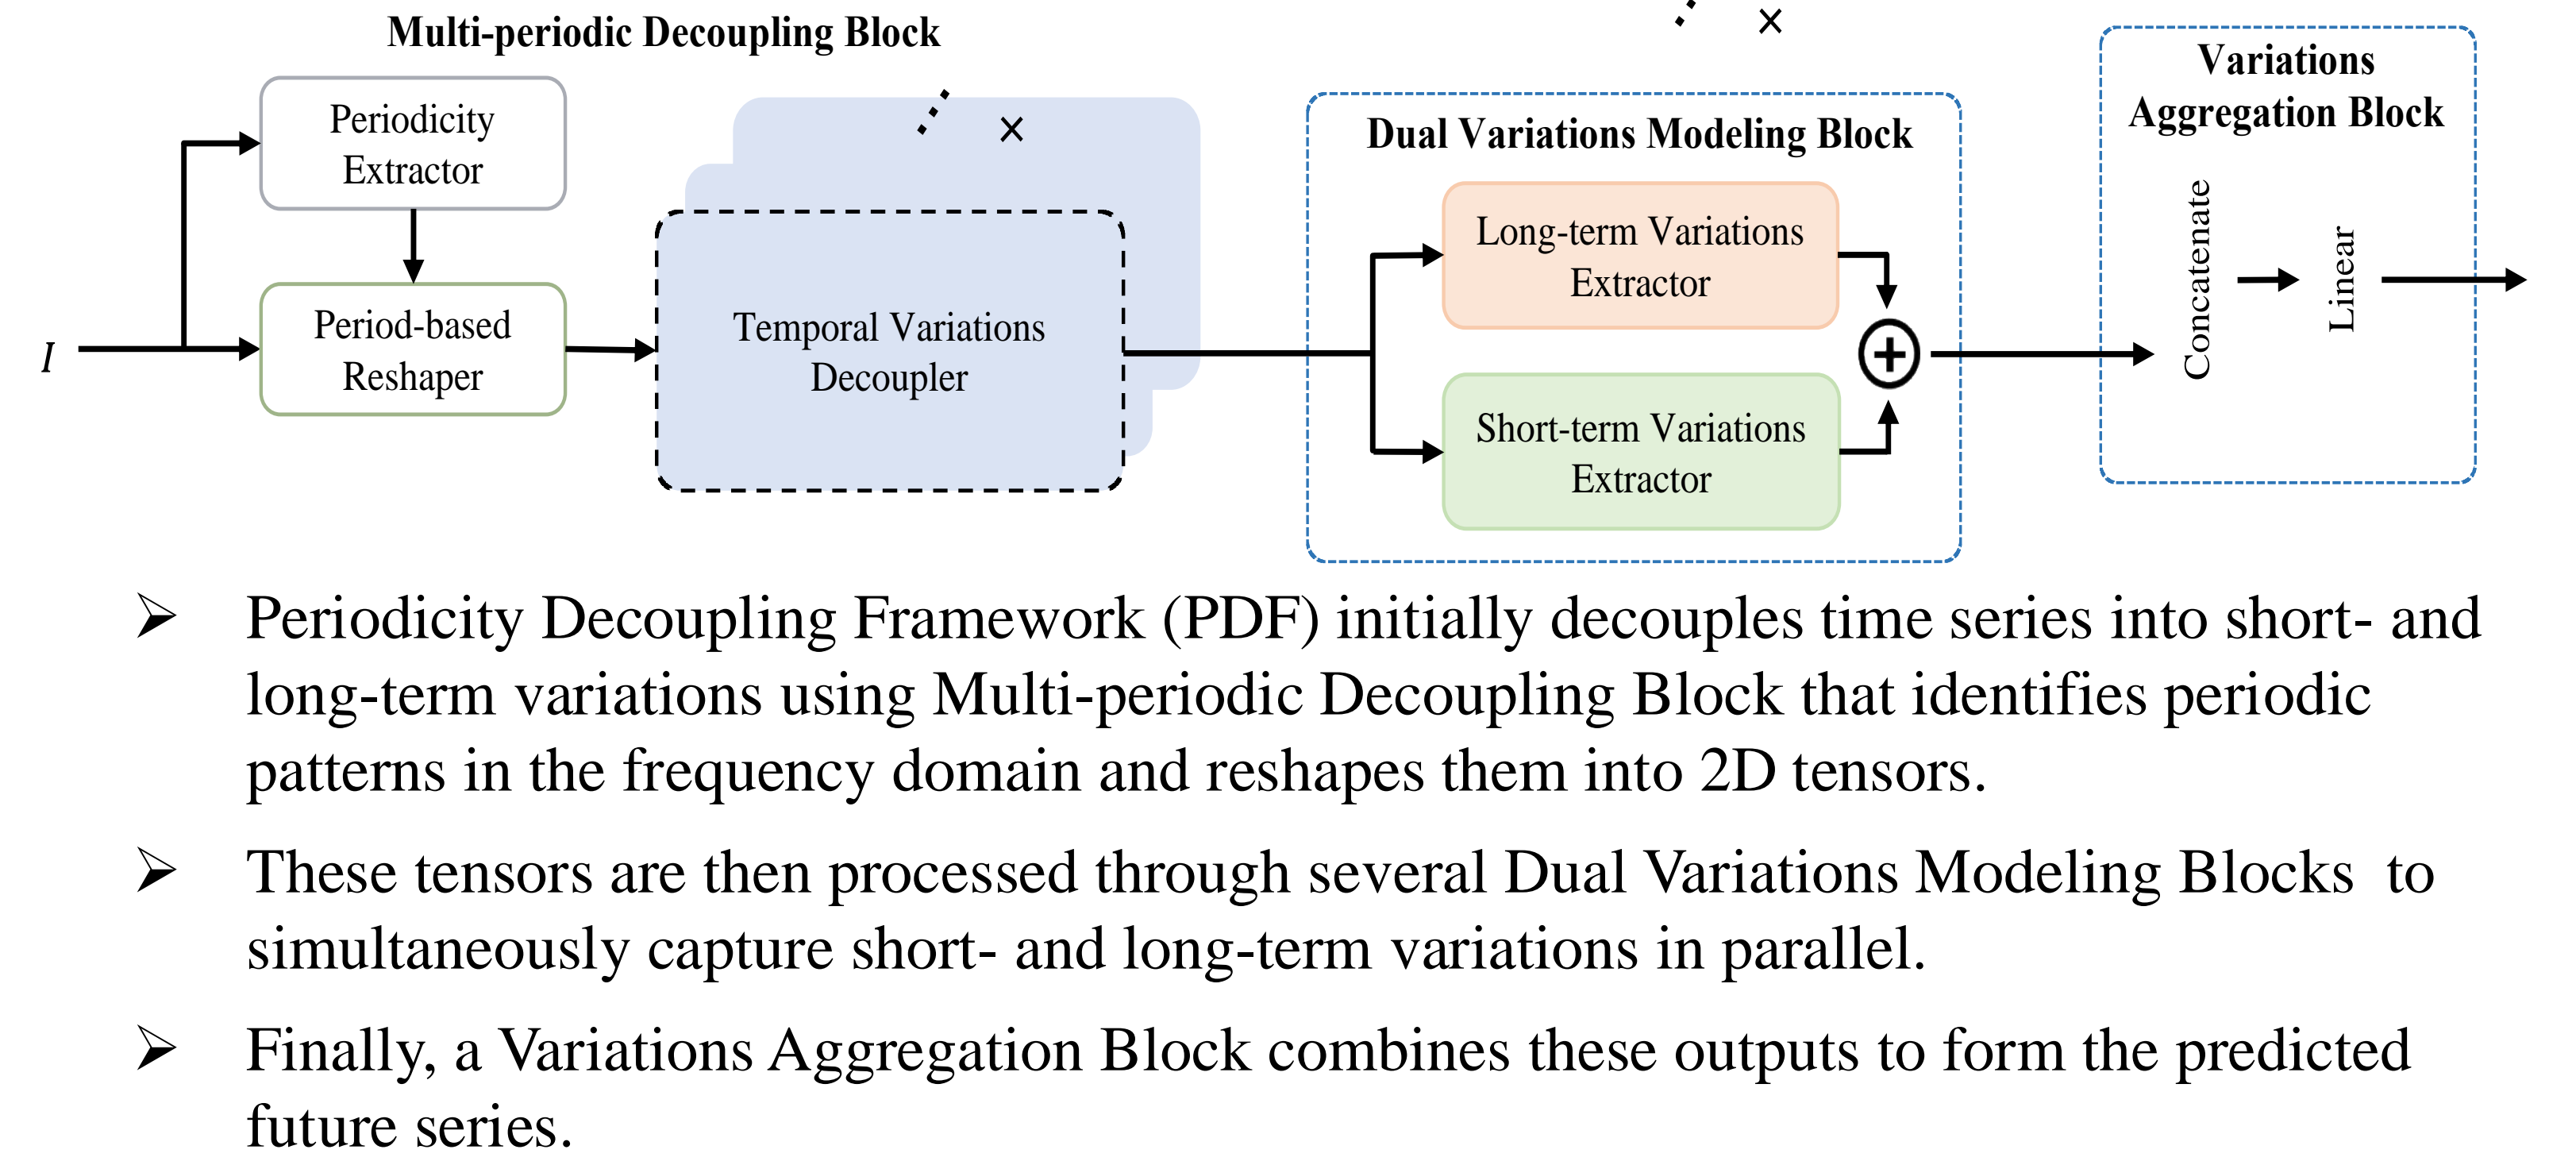 Multi-periodic Decoupling Block
×
Periodicity
Extractor
Period-based
Reshaper
I
×
Temporal Variations
Decoupler
Dual Variations Modeling Block
Long-term Variations
Extractor
+
Short-term Variations
Extractor
Variations
Aggregation Block
Concatenate
Linear
➢ Periodicity Decoupling Framework (PDF) initially decouples time series into short- and
long-term variations using Multi-periodic Decoupling Block that identifies periodic
patterns in the frequency domain and reshapes them into 2D tensors.
➢ These tensors are then processed through several Dual Variations Modeling Blocks to
simultaneously capture short- and long-term variations in parallel.
➢ Finally, a Variations Aggregation Block combines these outputs to form the predicted
future series.